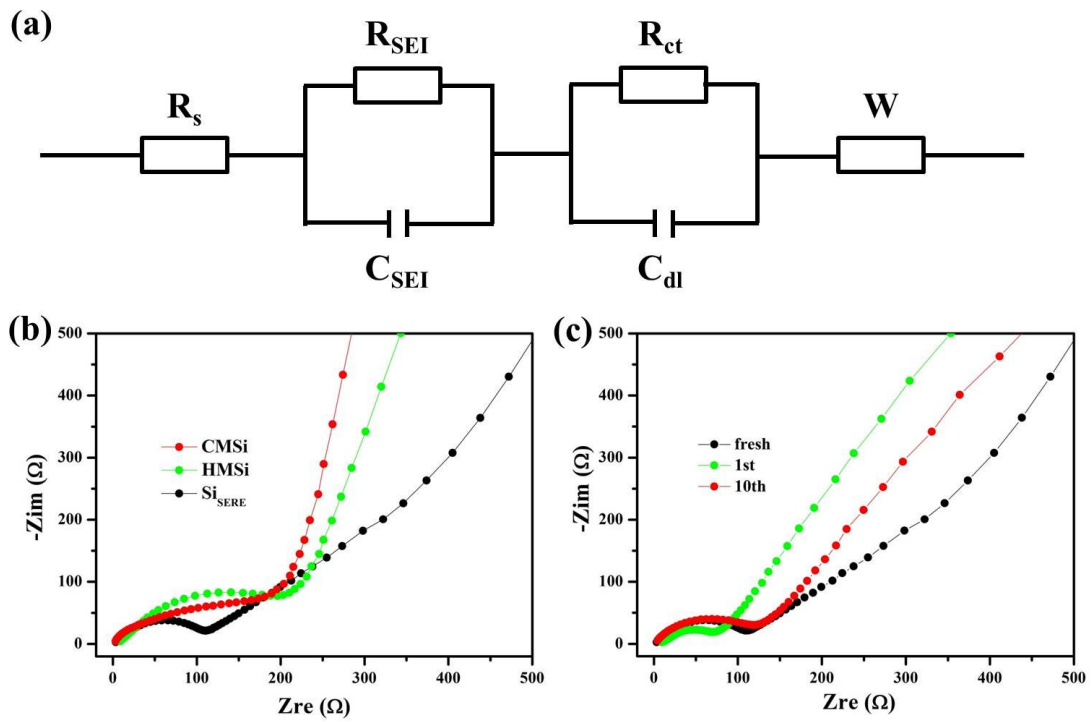 (a)
R_SEI
R_ct
R_s
W
C_SEI
C_dl
(b)
500
400
300
200
100
0
-Zim (Ω)
CMSi
HMSi
Si_SERE
0 100 200 300 400 500
Zre (Ω)
(c)
500
400
300
200
100
0
-Zim (Ω)
fresh
1st
10th
0 100 200 300 400 500
Zre (Ω)